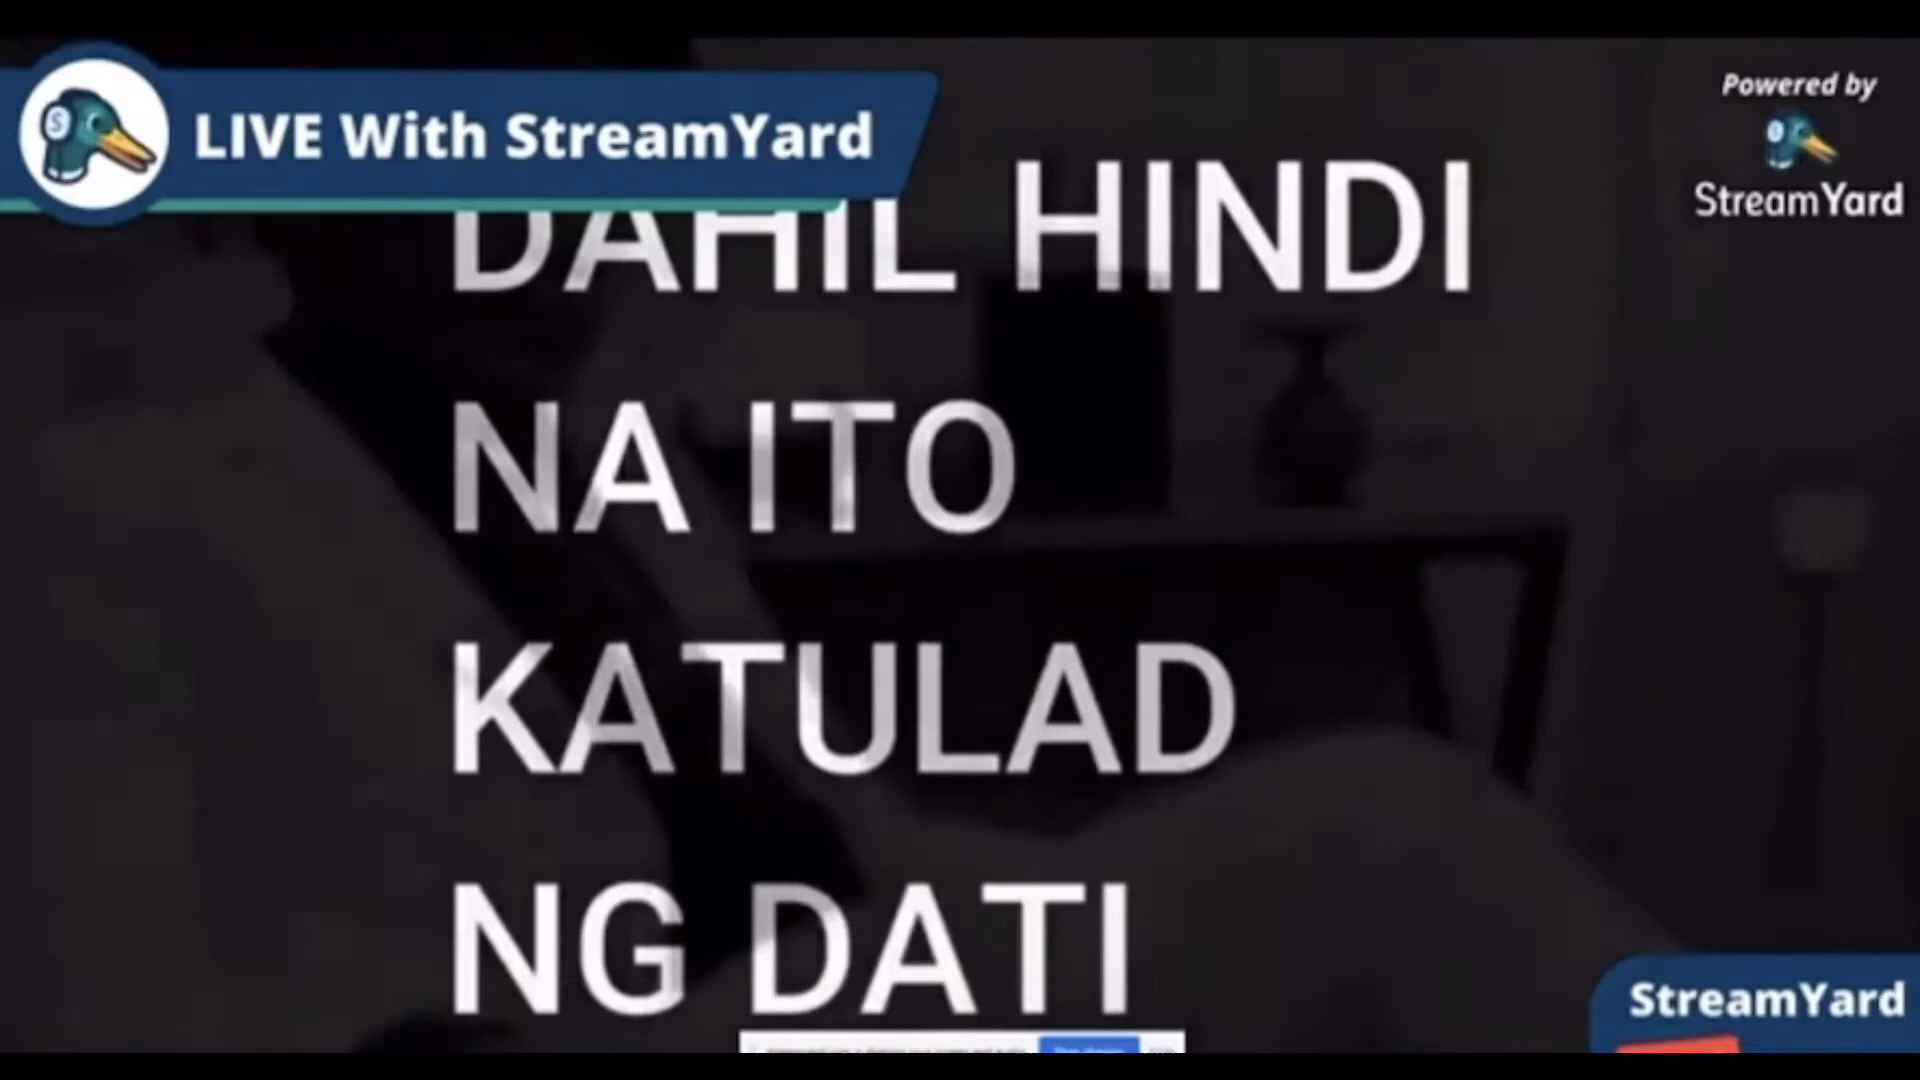 LIVE With StreamYard
Powered by
StreamYard
DAHIL HINDI
NA ITO
KATULAD
NG DATI
StreamYard